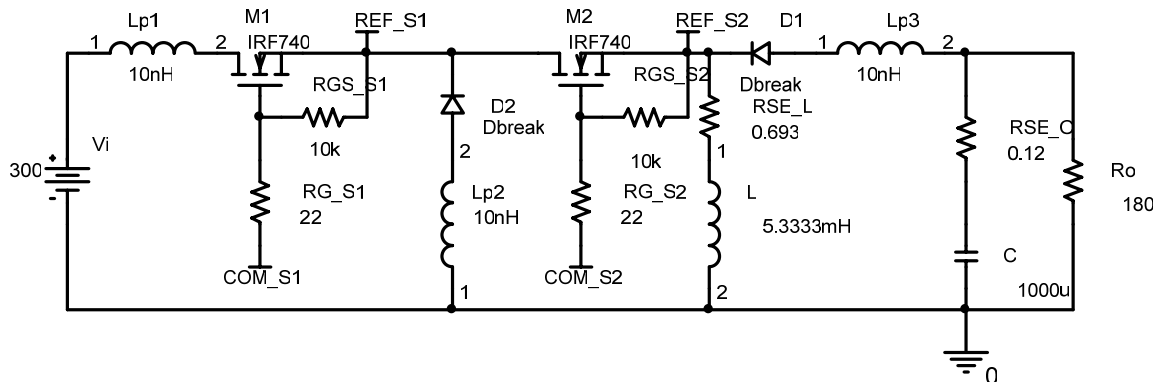 Lp1
M1
REF_S1
M2
REF_S2
D1
Lp3
1
2
IRF740
IRF740
1
2
10nH
RGS_S1
RGS_S2
Dbreak
10nH
D2
Dbreak
RSE_L
0.693
RSE_C
0.12
Vi
300
+
-
10k
2
10k
1
RG_S1
22
Lp2
10nH
RG_S2
22
L
5.3333mH
Ro
180
COM_S1
COM_S2
C
1000u
1
2
0